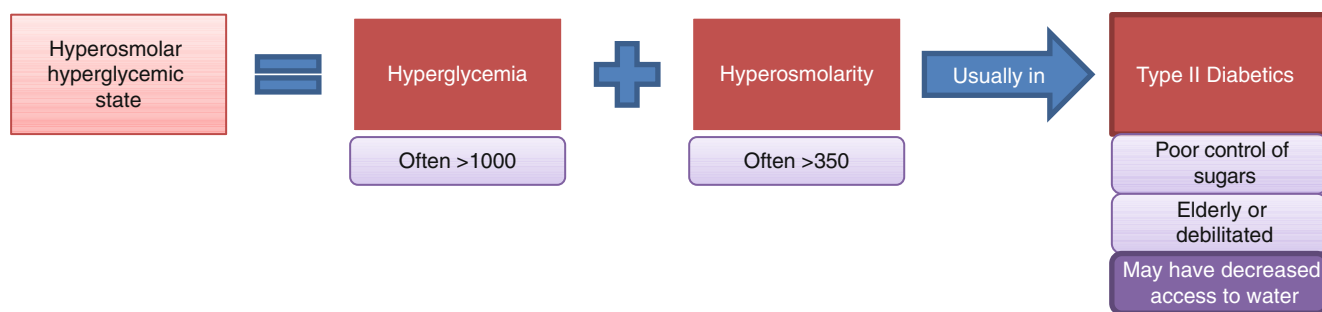 Hyperosmolar
hyperglycemic
state
Hyperglycemia
Often >1000
Hyperosmolarity
Often >350
Usually in
Type II Diabetics
Poor control of
sugars
Elderly or
debilitated
May have decreased
access to water